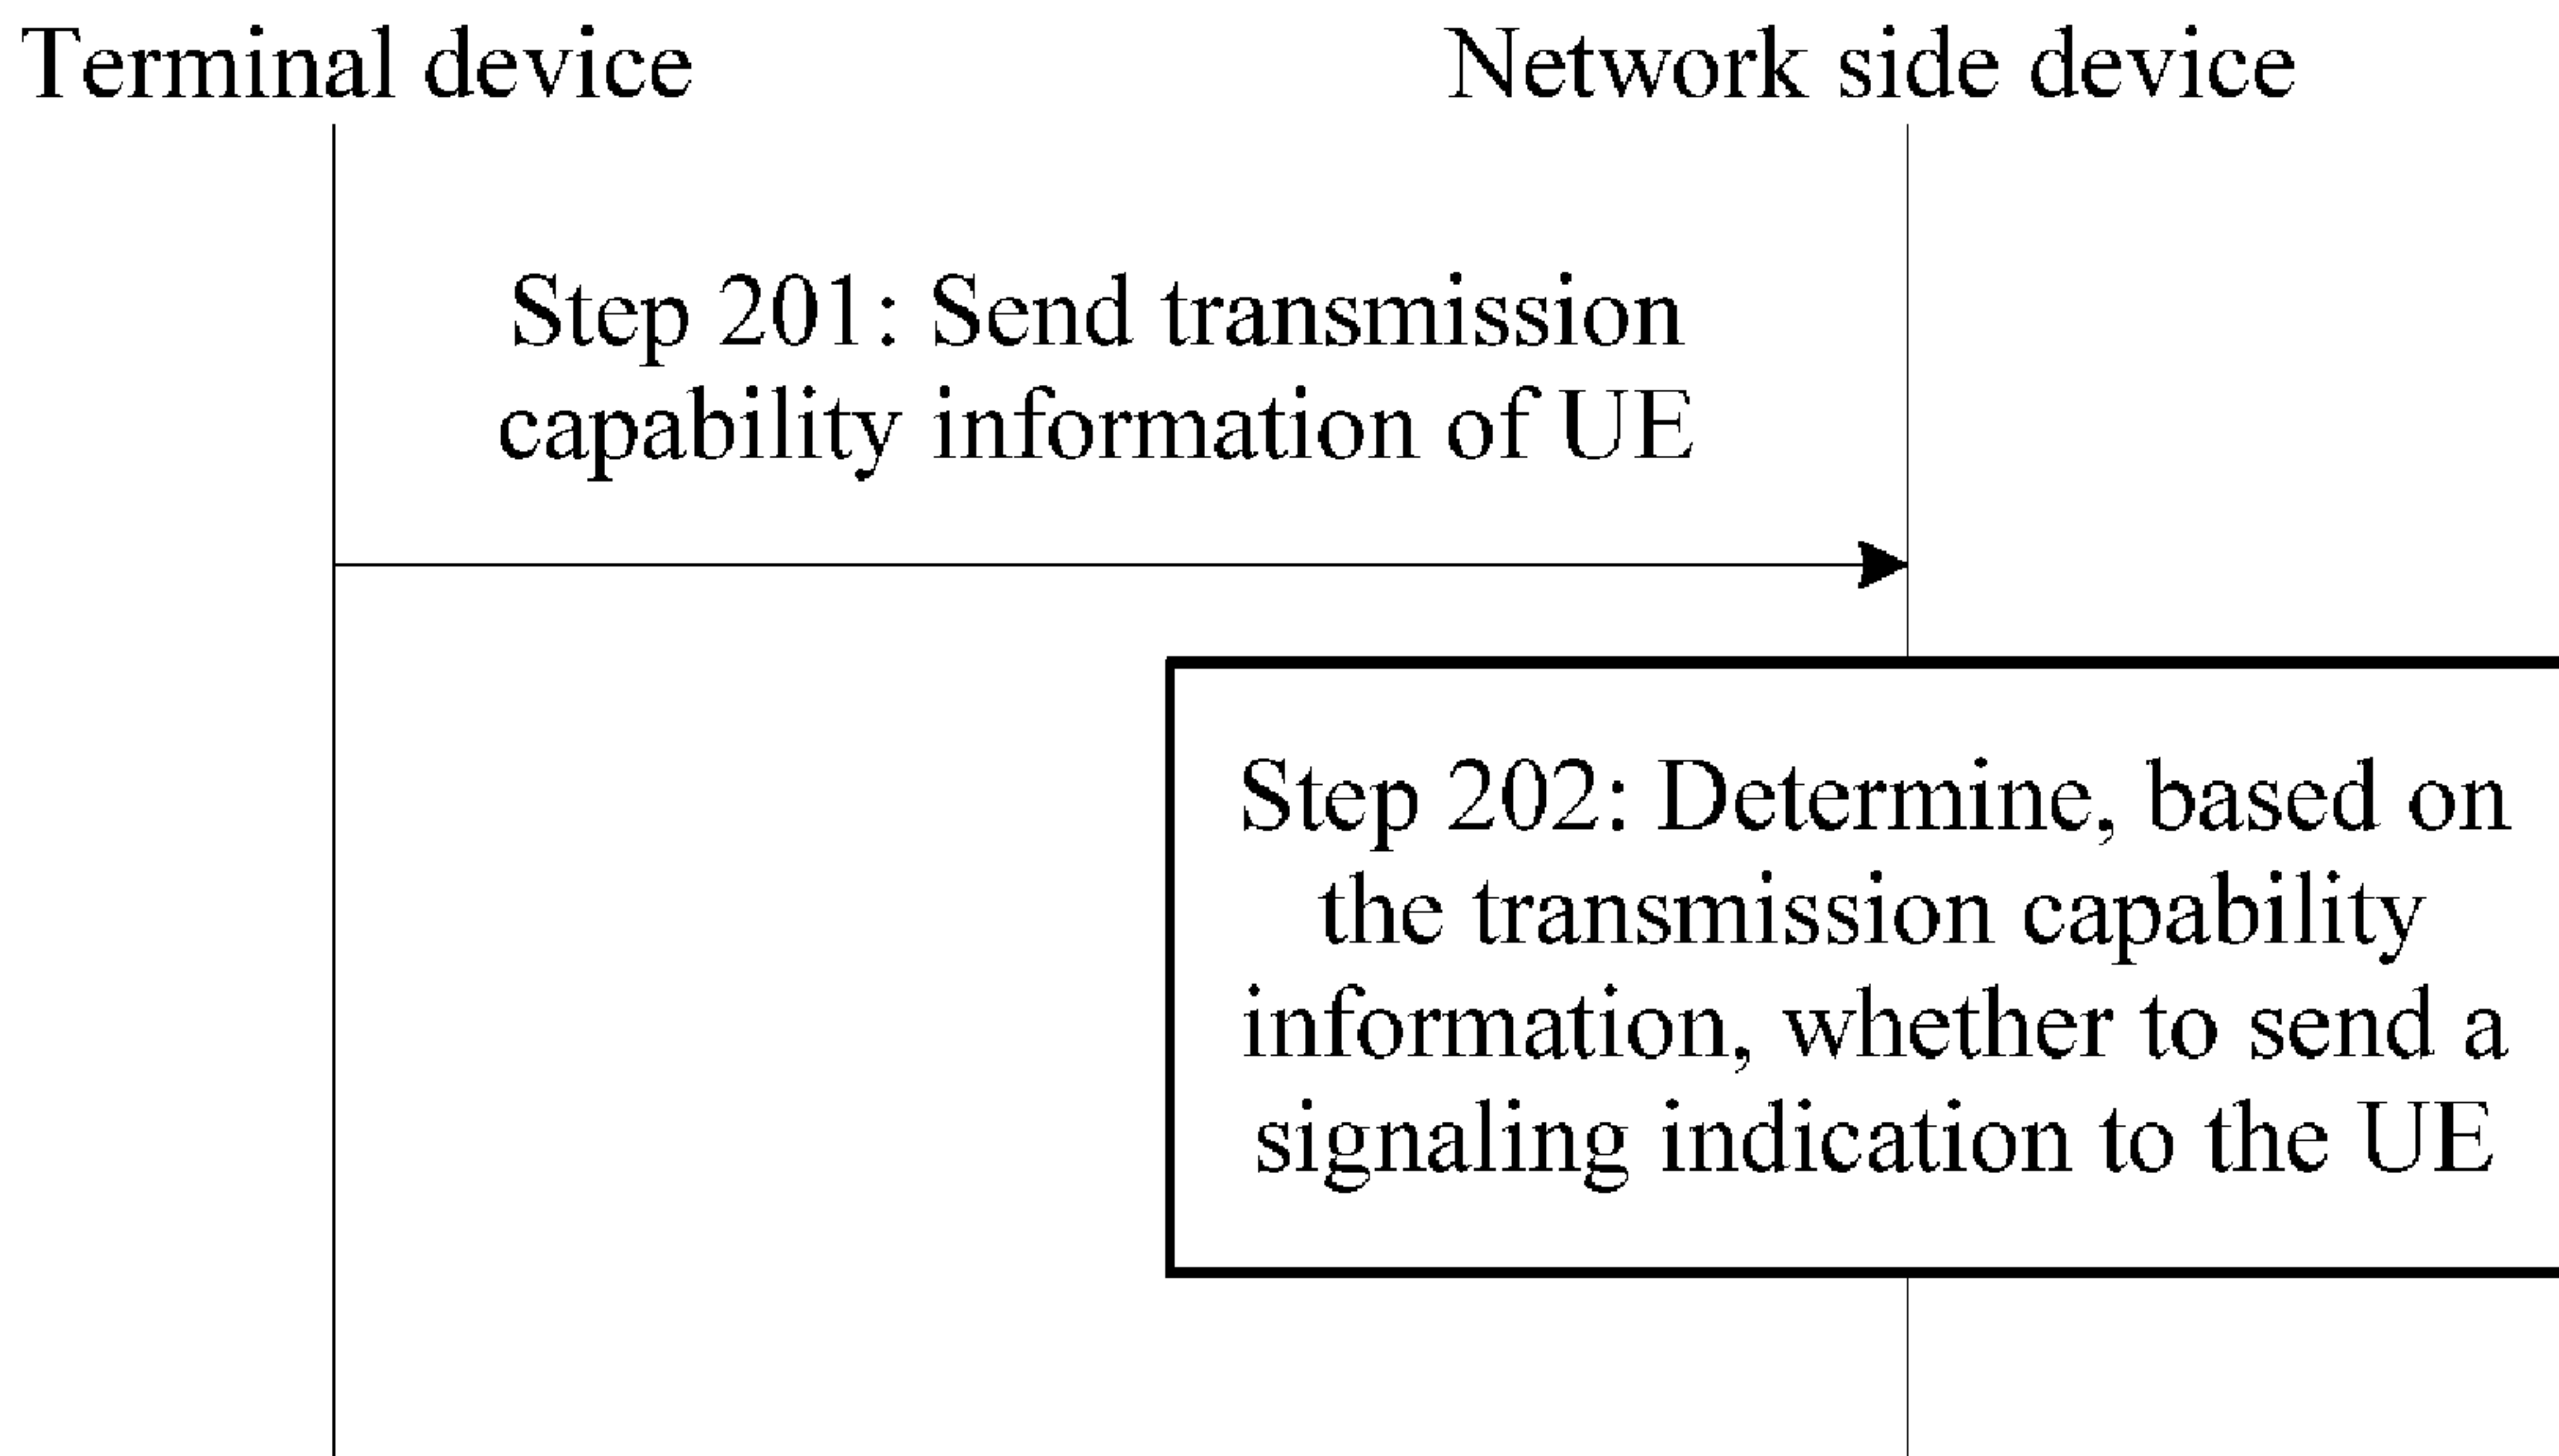 Terminal device
Network side device
Step 201: Send transmission
capability information of UE
Step 202: Determine, based on
the transmission capability
information, whether to send a
signaling indication to the UE